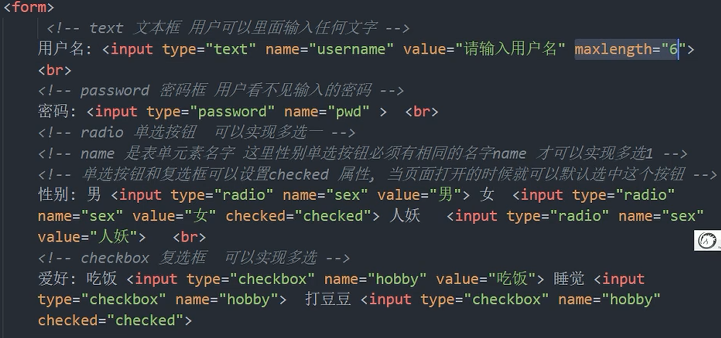 <form>
<!-- text 文本框 用户可以里面输入任何文字 -->
用户名: <input type="text" name="username" value="请输入用户名" maxlength="6">
<br>
<!-- password 密码框 用户看不见输入的密码 -->
密码: <input type="password" name="pwd" > <br>
<!-- radio 单选按钮 可以实现多选一 -->
<!-- name 是表单元素名字 这里性别单选按钮必须有相同的名字name 才可以实现多选1 -->
<!-- 单选按钮和复选框可以设置checked 属性, 当页面打开的时候就可以默认选中这个按钮 -->
性别: 男 <input type="radio" name="sex" value="男"> 女 <input type="radio"
name="sex" value="女" checked="checked"> 人妖 <input type="radio" name="sex"
value="人妖"> <br>
<!-- checkbox 复选框 可以实现多选 -->
爱好: 吃饭 <input type="checkbox" name="hobby" value="吃饭"> 睡觉 <input
type="checkbox" name="hobby"> 打豆豆 <input type="checkbox" name="hobby"
checked="checked">